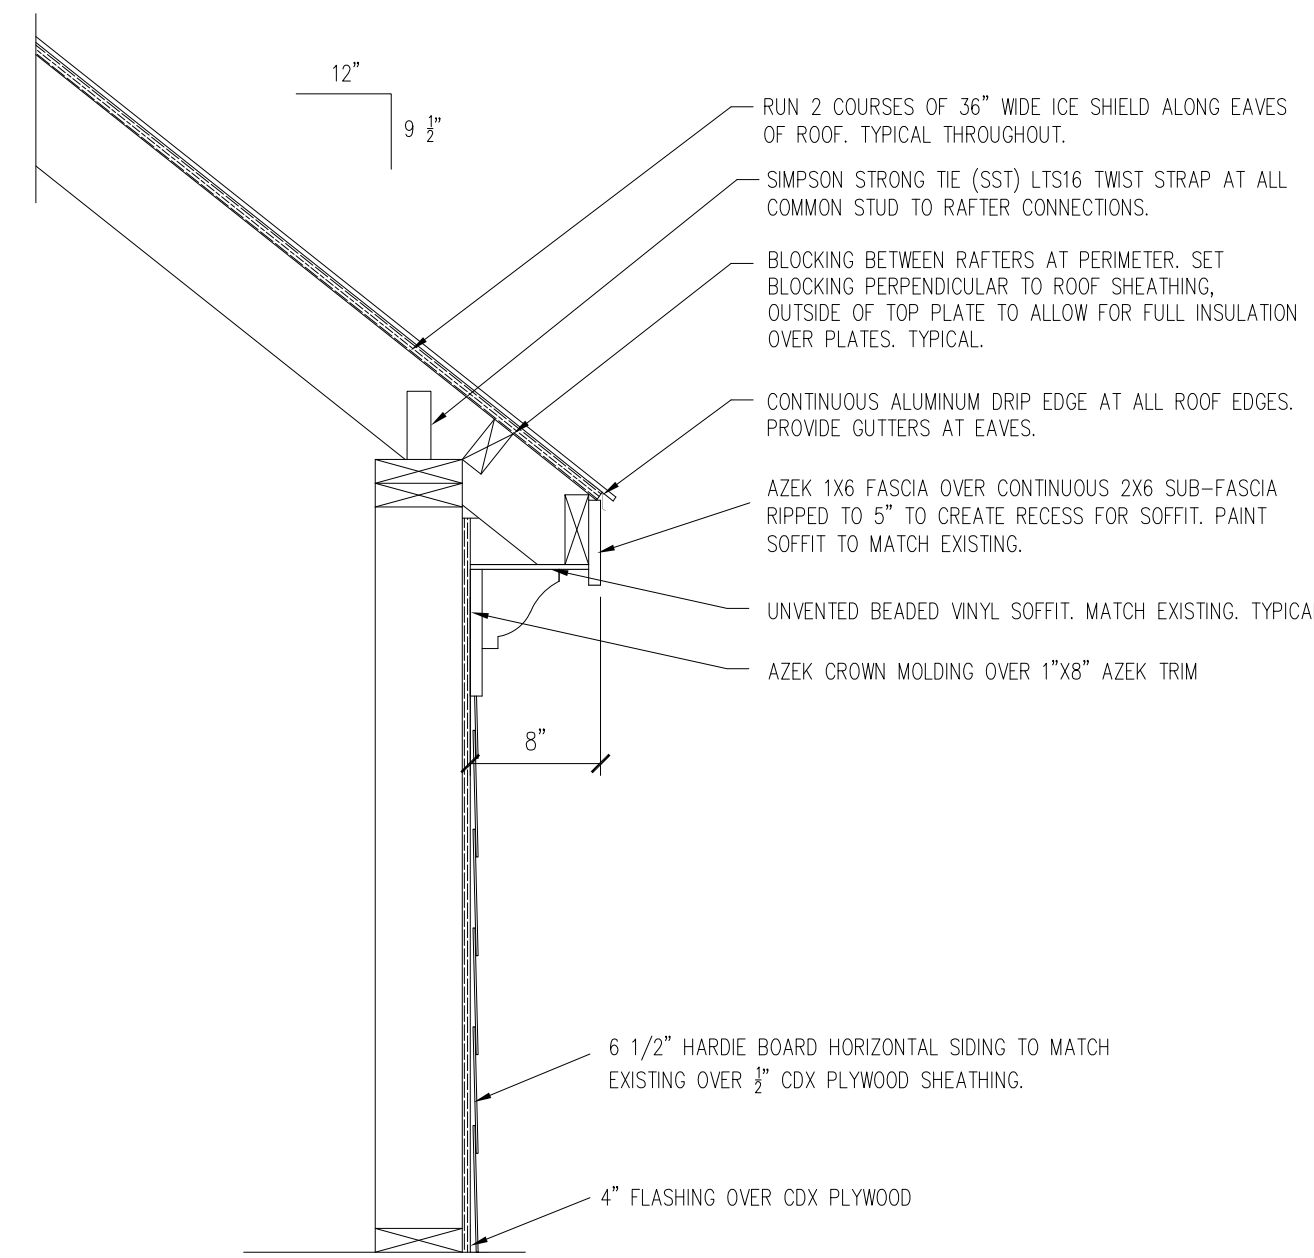 12”
9 ½”
RUN 2 COURSES OF 36” WIDE ICE SHIELD ALONG EAVES
OF ROOF. TYPICAL THROUGHOUT.
SIMPSON STRONG TIE (SST) LTS16 TWIST STRAP AT ALL
COMMON STUD TO RAFTER CONNECTIONS.
BLOCKING BETWEEN RAFTERS AT PERIMETER. SET
BLOCKING PERPENDICULAR TO ROOF SHEATHING,
OUTSIDE OF TOP PLATE TO ALLOW FOR FULL INSULATION
OVER PLATES. TYPICAL.
CONTINUOUS ALUMINUM DRIP EDGE AT ALL ROOF EDGES.
PROVIDE GUTTERS AT EAVES.
AZEK 1X6 FASCIA OVER CONTINUOUS 2X6 SUB-FASCIA
RIPPED TO 5” TO CREATE RECESS FOR SOFFIT. PAINT
SOFFIT TO MATCH EXISTING.
UNVENTED BEADED VINYL SOFFIT. MATCH EXISTING. TYPICA
AZEK CROWN MOLDING OVER 1”X8” AZEK TRIM
8”
6 1/2” HARDIE BOARD HORIZONTAL SIDING TO MATCH
EXISTING OVER ½” CDX PLYWOOD SHEATHING.
4” FLASHING OVER CDX PLYWOOD